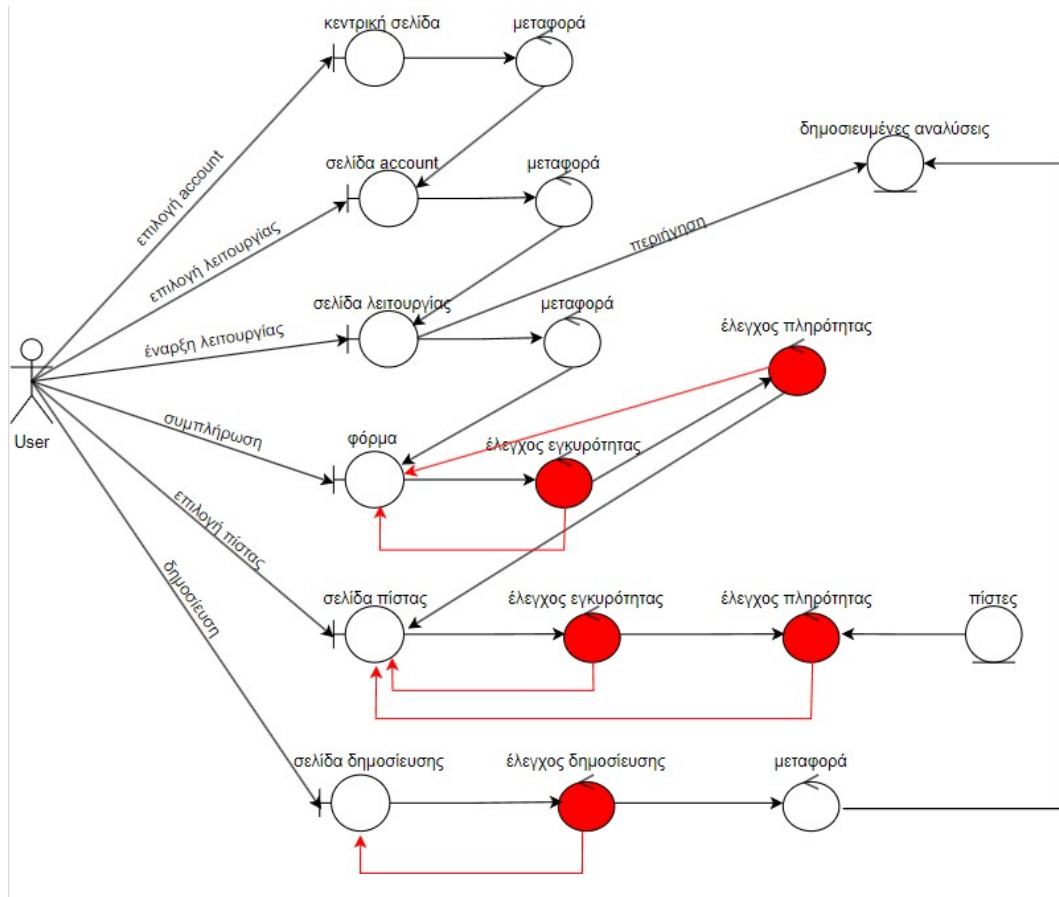 κεντρική σελίδα
μεταφορά
επιλογή account
σελίδα account
μεταφορά
δημοσιευμένες αναλύσεις
επιλογή λειτουργίας
περιήγηση
σελίδα λειτουργίας
μεταφορά
έλεγχος πληρότητας
έναρξη λειτουργίας
User
συμπλήρωση
φόρμα
έλεγχος εγκυρότητας
επιλογή πίστας
σελίδα πίστας
έλεγχος εγκυρότητας
έλεγχος πληρότητας
πίστες
δημοσίευση
σελίδα δημοσίευσης
έλεγχος δημοσίευσης
μεταφορά